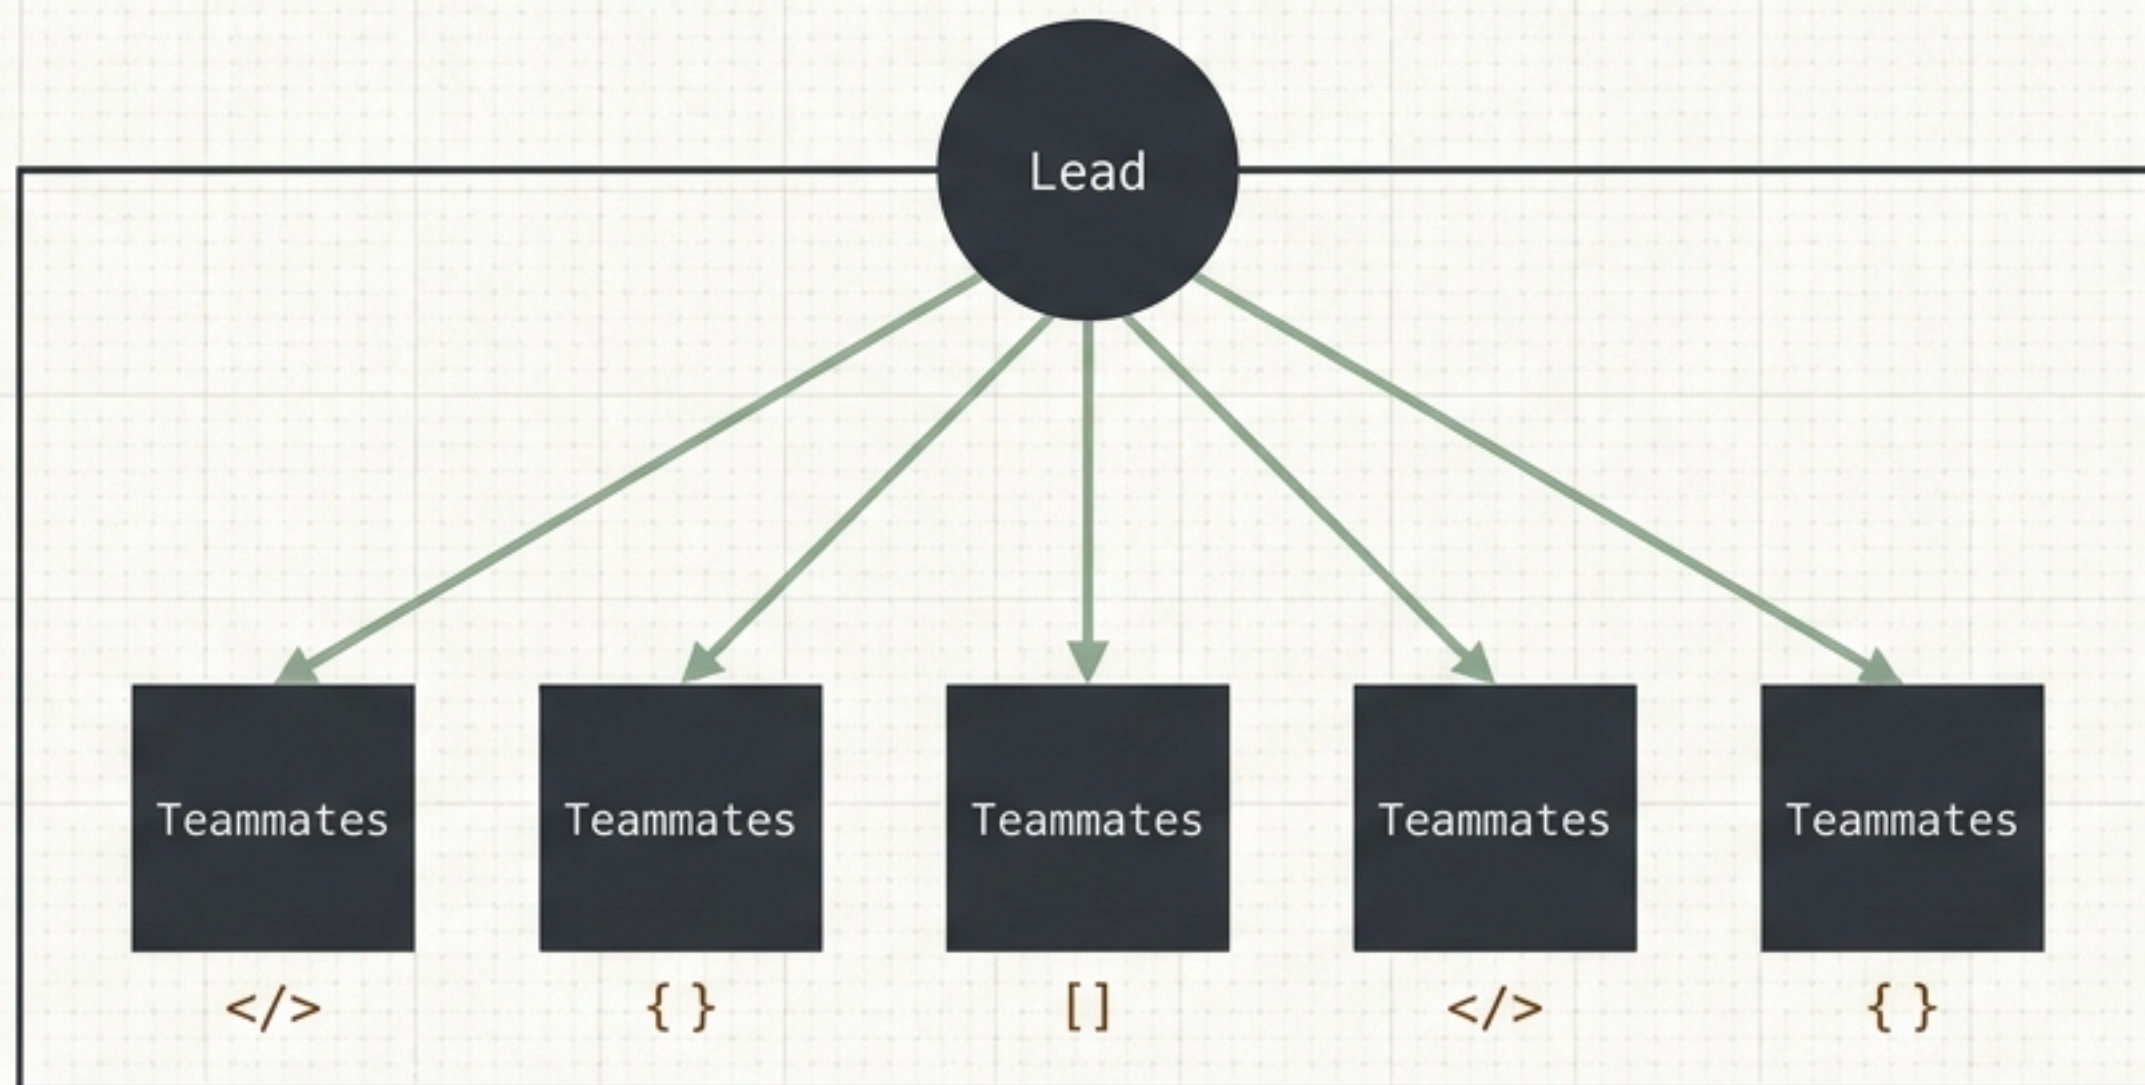 Lead
Teammates Teammates Teammates Teammates Teammates
</> { } [] </> { }